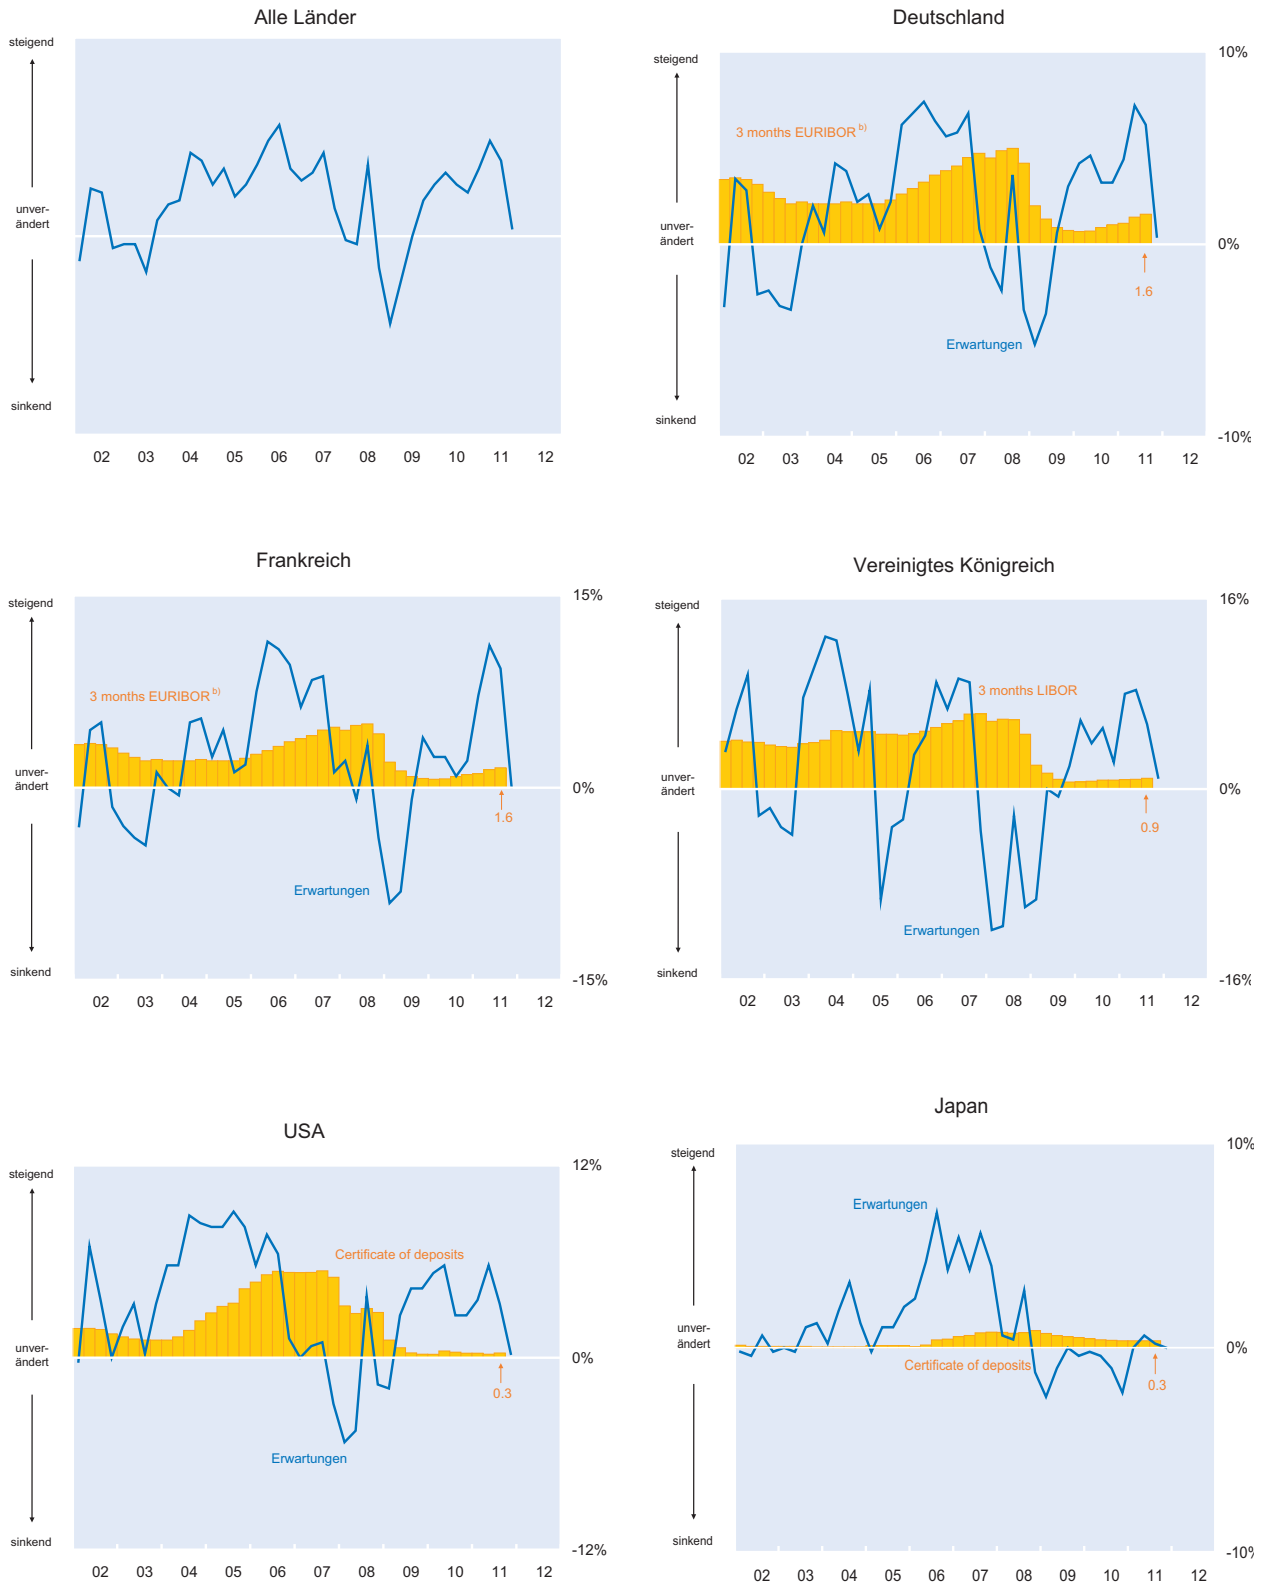 Alle Länder
steigend
unver-
ändert
sinkend
02 03 04 05 06 07 08 09 10 11 12
Deutschland
steigend
unver-
ändert
sinkend
10%
0%
-10%
3 months EURIBOR b)
1.6
Erwartungen
02 03 04 05 06 07 08 09 10 11 12
Frankreich
steigend
unver-
ändert
sinkend
15%
0%
-15%
3 months EURIBOR b)
1.6
Erwartungen
02 03 04 05 06 07 08 09 10 11 12
Vereinigtes Königreich
steigend
unver-
ändert
sinkend
16%
0%
-16%
3 months LIBOR
0.9
Erwartungen
02 03 04 05 06 07 08 09 10 11 12
USA
steigend
unver-
ändert
sinkend
12%
0%
-12%
Certificate of deposits
0.3
Erwartungen
02 03 04 05 06 07 08 09 10 11 12
Japan
steigend
unver-
ändert
sinkend
10%
0%
-10%
Erwartungen
Certificate of deposits
0.3
02 03 04 05 06 07 08 09 10 11 12